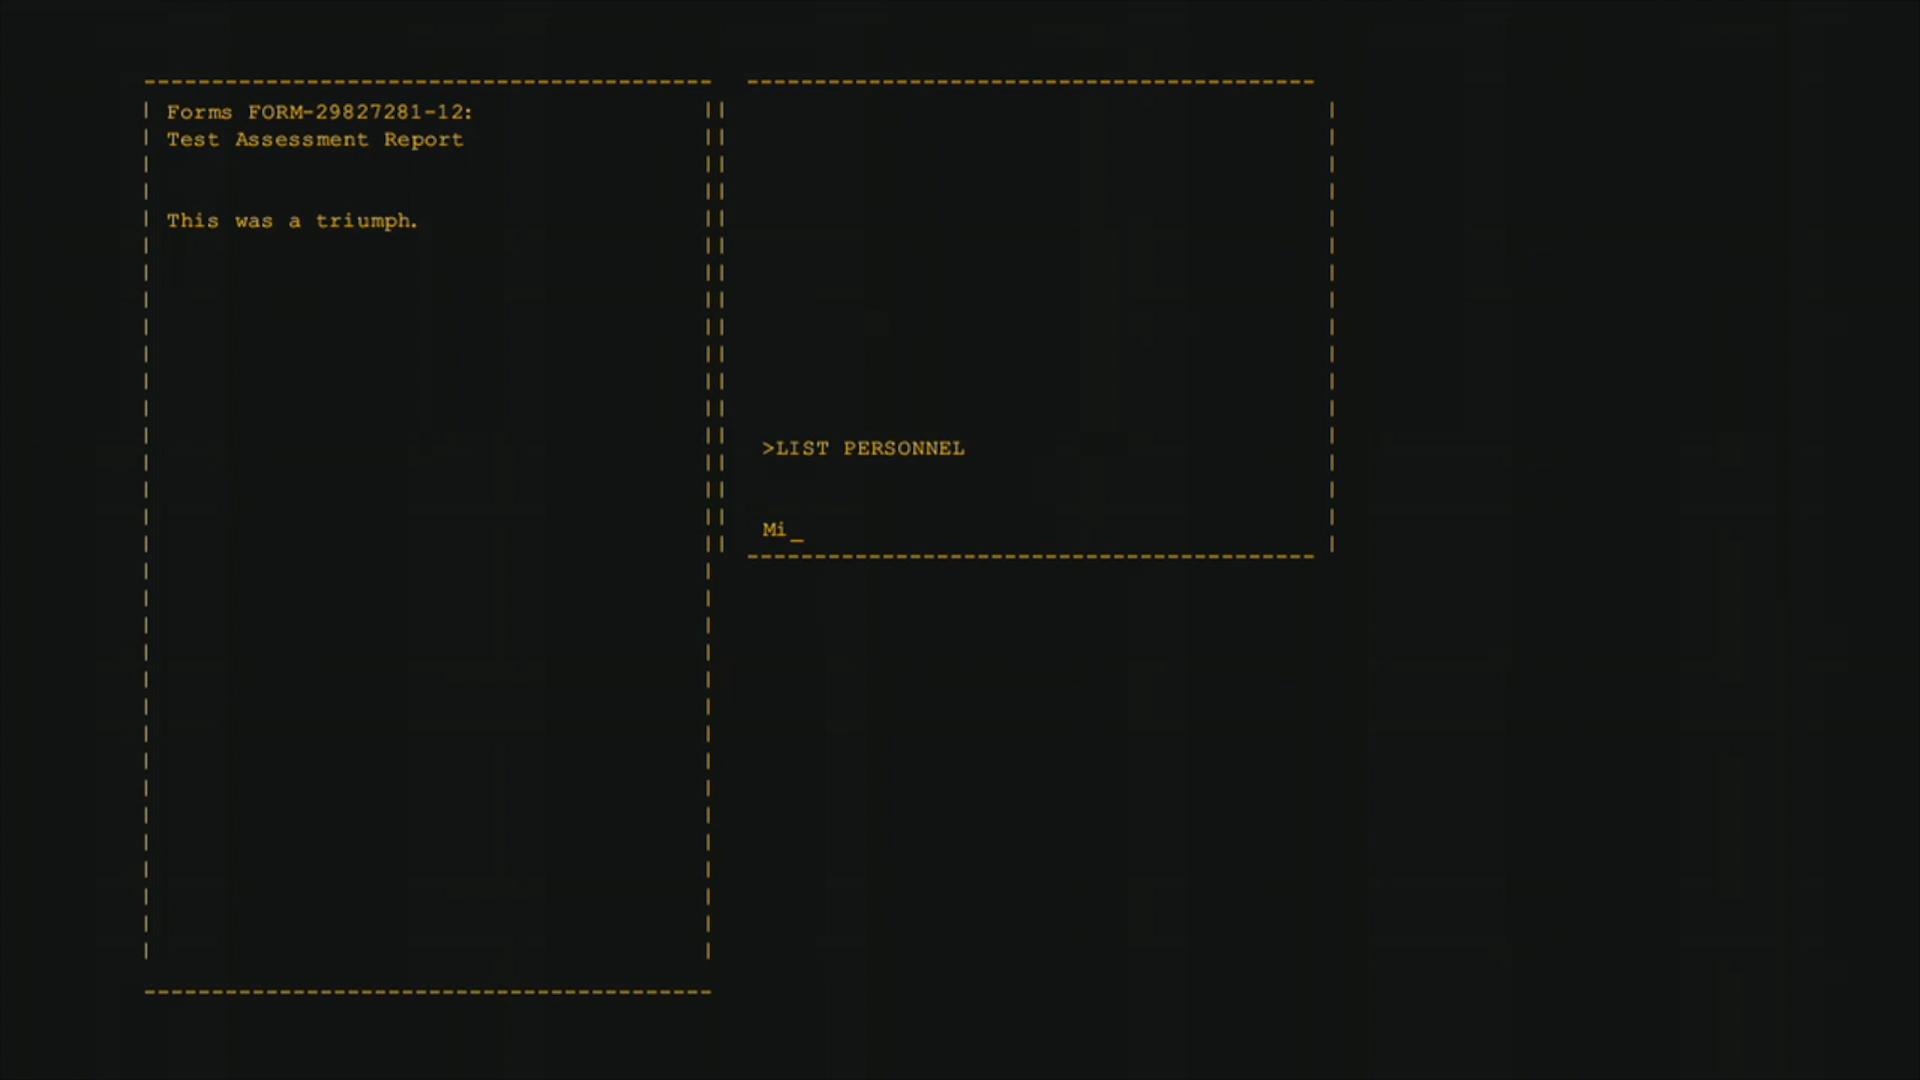 Forms FORM-29827281-12:
Test Assessment Report
This was a triumph.
>LIST PERSONNEL
Mi_